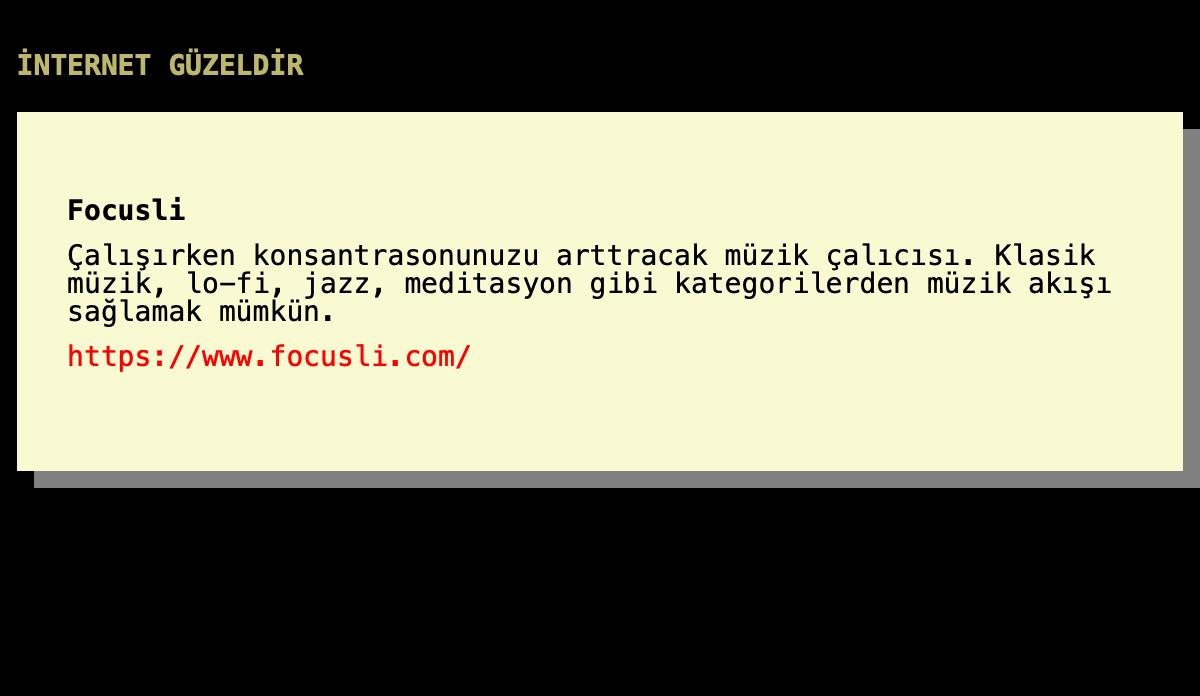 İNTERNET GÜZELDİR
Focusli
Çalışırken konsantrasonunuzu arttracak müzik çalıcısı. Klasik
müzik, lo-fi, jazz, meditasyon gibi kategorilerden müzik akışı
sağlamak mümkün.
https://www.focusli.com/